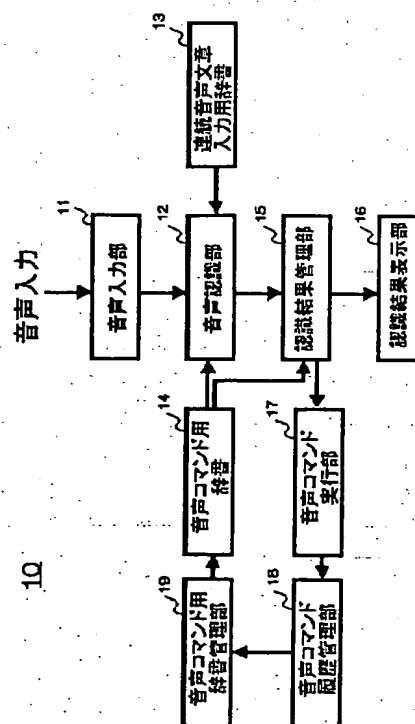 10
音声入力
11
音声入力部
12
音声認識部
13
連続音声文章
入力用辞書
14
音声コマンド用
辞書
15
認識結果管理部
16
認識結果表示部
17
音声コマンド
実行部
18
音声コマンド
履歴管理部
19
音声コマンド用
辞書管理部